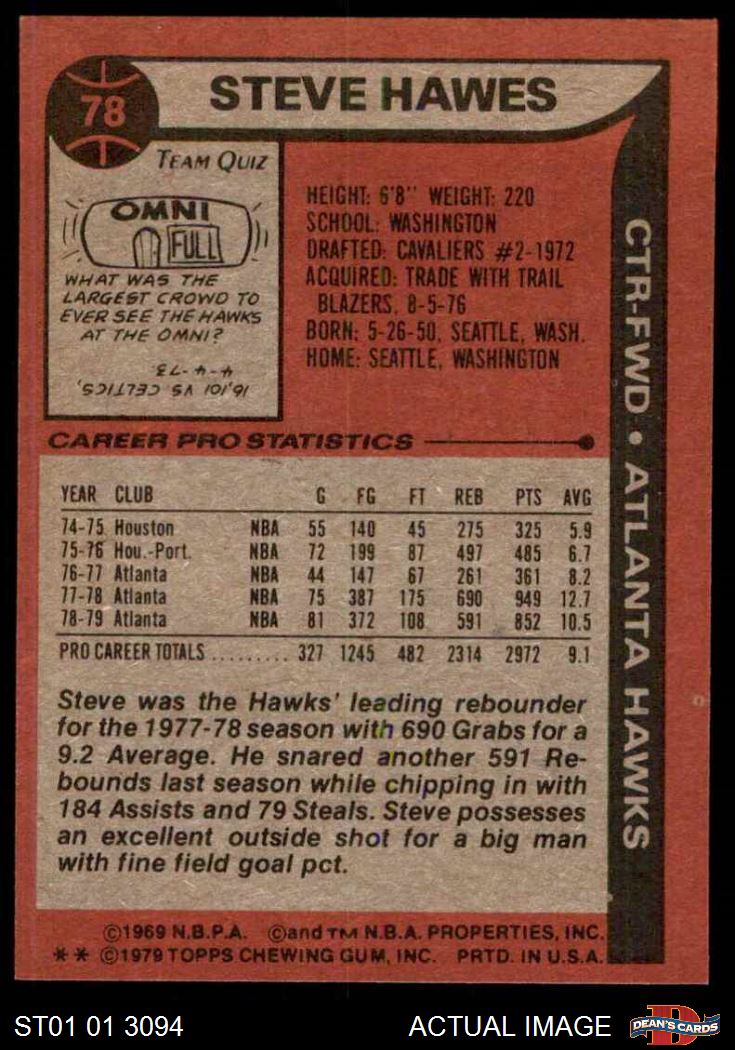 78
STEVE HAWES
TEAM QUIZ
OMNI
FULL
WHAT WAS THE
LARGEST CROWD TO
EVER SEE THE HAWKS
AT THE OMNI?
16,101 VS CELTICS,
4-4-73
HEIGHT: 6'8" WEIGHT: 220
SCHOOL: WASHINGTON
DRAFTED: CAVALIERS #2-1972
ACQUIRED: TRADE WITH TRAIL
BLAZERS, 8-5-76
BORN: 5-26-50, SEATTLE, WASH.
HOME: SEATTLE, WASHINGTON
CTR-FWD • ATLANTA HAWKS
CAREER PRO STATISTICS
YEAR CLUB G FG FT REB PTS AVG
74-75 Houston NBA 55 140 45 275 325 5.9
75-76 Hou.-Port. NBA 72 199 87 497 485 6.7
76-77 Atlanta NBA 44 147 67 261 361 8.2
77-78 Atlanta NBA 75 387 175 690 949 12.7
78-79 Atlanta NBA 81 372 108 591 852 10.5
PRO CAREER TOTALS ......... 327 1245 482 2314 2972 9.1
Steve was the Hawks' leading rebounder
for the 1977-78 season with 690 Grabs for a
9.2 Average. He snared another 591 Re-
bounds last season while chipping in with
184 Assists and 79 Steals. Steve possesses
an excellent outside shot for a big man
with fine field goal pct.
©1969 N.B.P.A. ©and TM N.B.A. PROPERTIES, INC.
** ©1979 TOPPS CHEWING GUM, INC. PRTD. IN U.S.A.
ST01 01 3094
ACTUAL IMAGE
D
DEAN'S CARDS